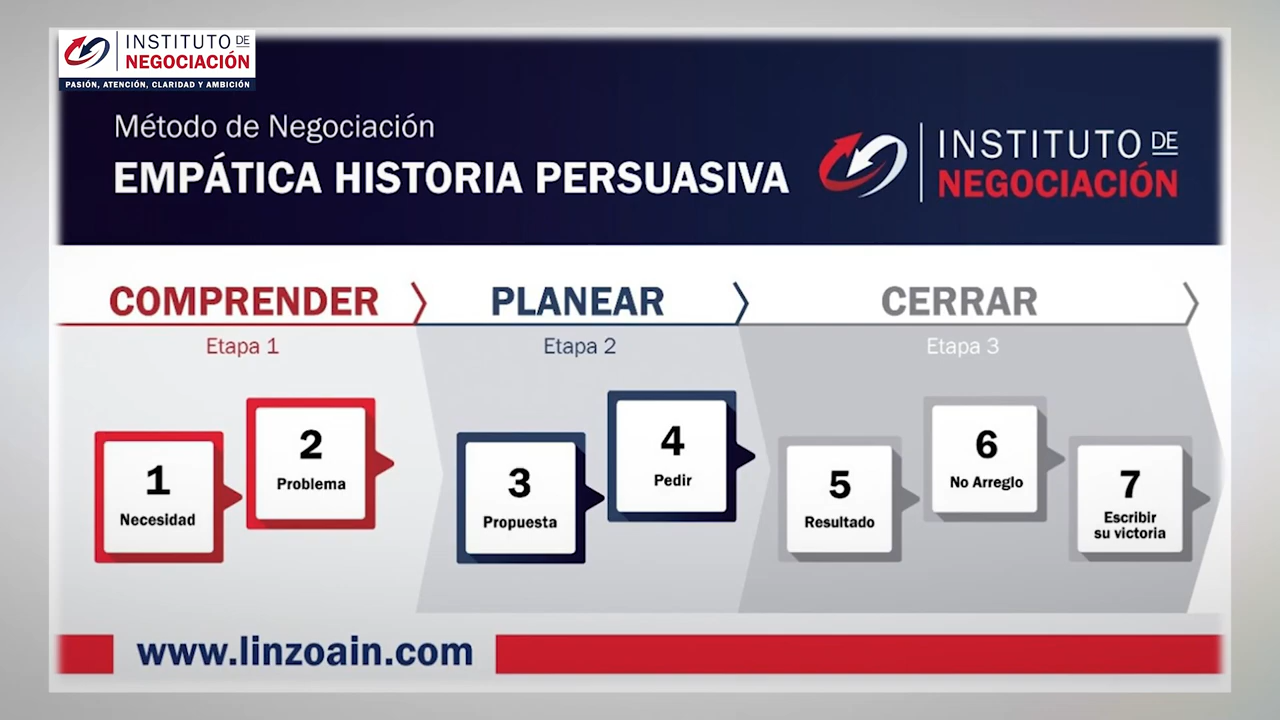 INSTITUTO DE
NEGOCIACIÓN
PASIÓN, ATENCIÓN, CLARIDAD Y AMBICIÓN
Método de Negociación
EMPÁTICA HISTORIA PERSUASIVA
INSTITUTO DE
NEGOCIACIÓN
COMPRENDER
Etapa 1
1
Necesidad
2
Problema
PLANEAR
Etapa 2
3
Propuesta
4
Pedir
CERRAR
Etapa 3
5
Resultado
6
No Arreglo
7
Escribir
su victoria
www.linzoain.com